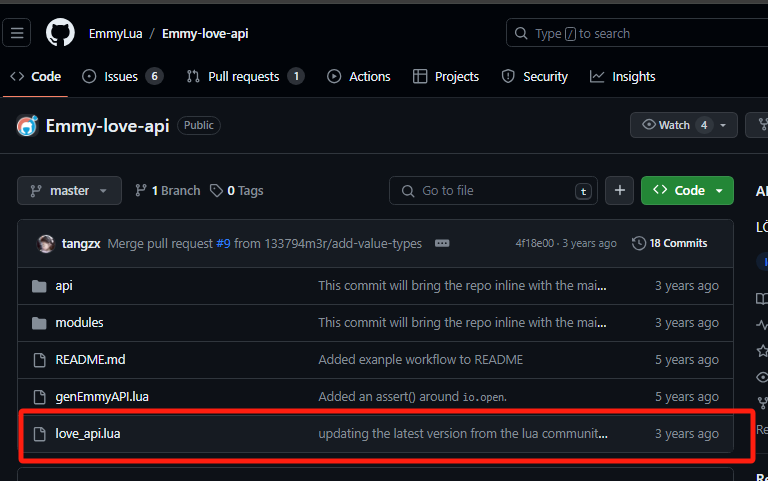 EmmyLua / Emmy-love-api
Type / to search
Code Issues 6 Pull requests 1 Actions Projects Security Insights
Emmy-love-api Public
Watch 4
master 1 Branch 0 Tags
Go to file t
Code
tangzx Merge pull request #9 from 133794m3r/add-value-types 4f18e00 · 3 years ago 18 Commits
api This commit will bring the repo inline with the mai... 3 years ago
modules This commit will bring the repo inline with the mai... 3 years ago
README.md Added exanple workflow to README 5 years ago
genEmmyAPI.lua Added an assert() around io.open. 5 years ago
love_api.lua updating the latest version from the lua communit... 3 years ago